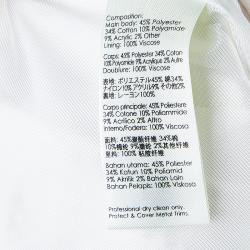 Composition:
Main body: 45% Polyester
34% Cotton 10% Polyamide
9% Acrylic 2% Other
Lining: 100% Viscose
Corps: 45% Polyester 34% Coton
10% Polyamide 9% Acrylique 2% Autre
Doublure: 100% Viscose
表地: ポリエステル45% 綿34%
ナイロン10%アクリル9%その他2%
裏地: レーヨン100%
Corpo principale: 45% Poliestere
34% Cotone 10% Poliammide
9% Acrilico 2% Altro
Interno/Fodera: 100% Viscosa
面料: 45%聚酯纤维 34%棉
10%锦纶 9%腈纶 2%其他纤维
里料: 100% 粘胶纤维
Bahan utama: 45% Poliester
34% Katun 10% Poliamid
9% Akrilik 2% Bahan Lain
Bahan Pelapis: 100% Viskosa
Professional dry clean only.
Protect & Cover Metal Trims.